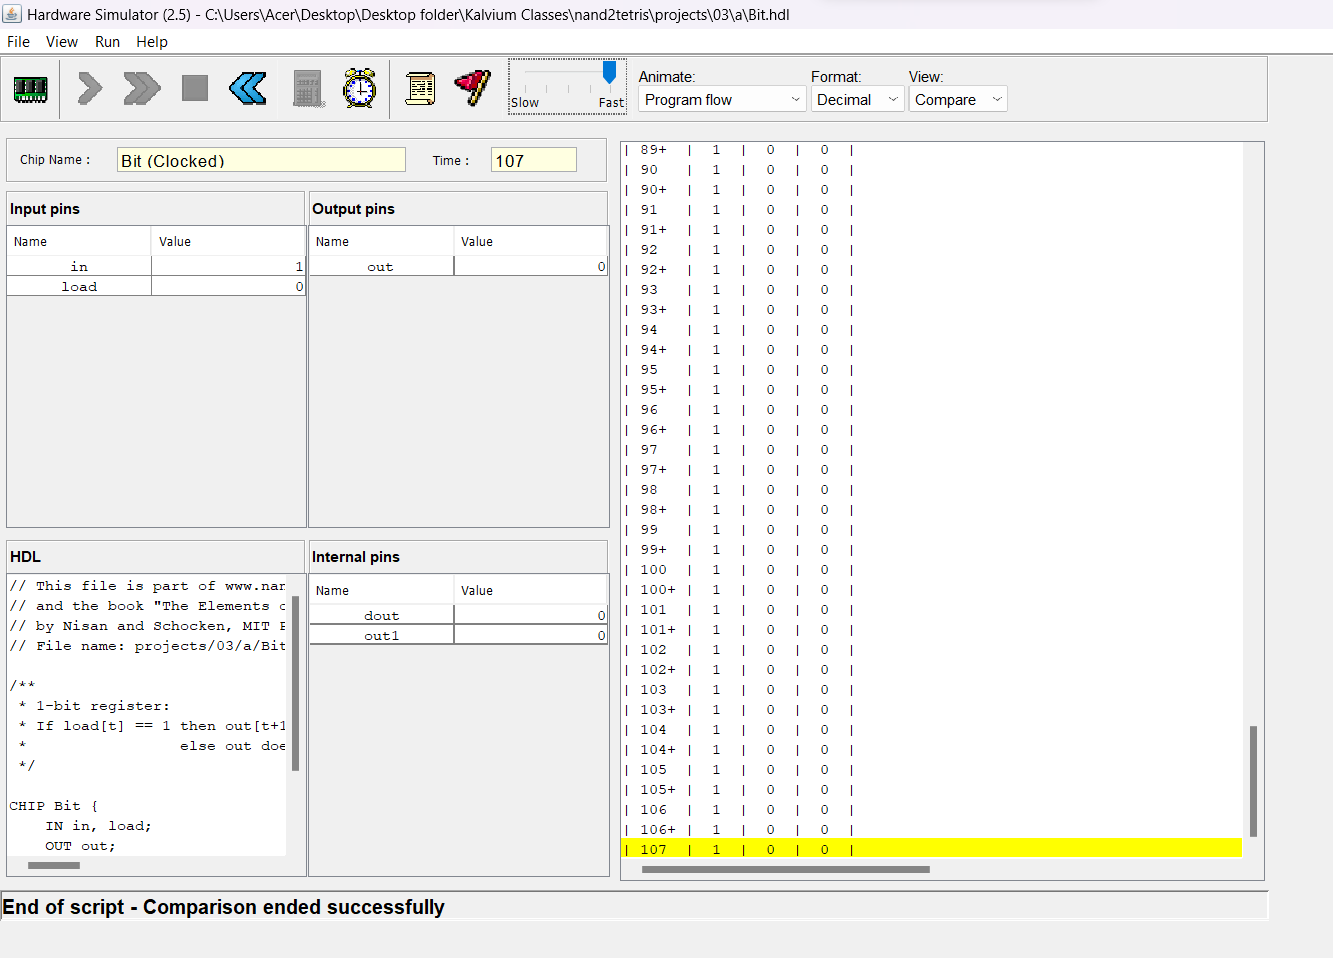 Hardware Simulator (2.5) - C:\Users\Acer\Desktop\Desktop folder\Kalvium Classes\nand2tetris\projects\03\a\Bit.hdl
File View Run Help
Slow Fast
Animate: Format: View:
Program flow Decimal Compare
Chip Name : Bit (Clocked) Time : 107
Input pins
Name Value
in 1
load 0
Output pins
Name Value
out 0
HDL
// This file is part of www.nan
// and the book "The Elements o
// by Nisan and Schocken, MIT P
// File name: projects/03/a/Bit
/**
* 1-bit register:
* If load[t] == 1 then out[t+1
* else out doe
*/
CHIP Bit {
IN in, load;
OUT out;
Internal pins
Name Value
dout 0
out1 0
| 89+ | 1 | 0 | 0 |
| 90 | 1 | 0 | 0 |
| 90+ | 1 | 0 | 0 |
| 91 | 1 | 0 | 0 |
| 91+ | 1 | 0 | 0 |
| 92 | 1 | 0 | 0 |
| 92+ | 1 | 0 | 0 |
| 93 | 1 | 0 | 0 |
| 93+ | 1 | 0 | 0 |
| 94 | 1 | 0 | 0 |
| 94+ | 1 | 0 | 0 |
| 95 | 1 | 0 | 0 |
| 95+ | 1 | 0 | 0 |
| 96 | 1 | 0 | 0 |
| 96+ | 1 | 0 | 0 |
| 97 | 1 | 0 | 0 |
| 97+ | 1 | 0 | 0 |
| 98 | 1 | 0 | 0 |
| 98+ | 1 | 0 | 0 |
| 99 | 1 | 0 | 0 |
| 99+ | 1 | 0 | 0 |
| 100 | 1 | 0 | 0 |
| 100+ | 1 | 0 | 0 |
| 101 | 1 | 0 | 0 |
| 101+ | 1 | 0 | 0 |
| 102 | 1 | 0 | 0 |
| 102+ | 1 | 0 | 0 |
| 103 | 1 | 0 | 0 |
| 103+ | 1 | 0 | 0 |
| 104 | 1 | 0 | 0 |
| 104+ | 1 | 0 | 0 |
| 105 | 1 | 0 | 0 |
| 105+ | 1 | 0 | 0 |
| 106 | 1 | 0 | 0 |
| 106+ | 1 | 0 | 0 |
| 107 | 1 | 0 | 0 |
End of script - Comparison ended successfully